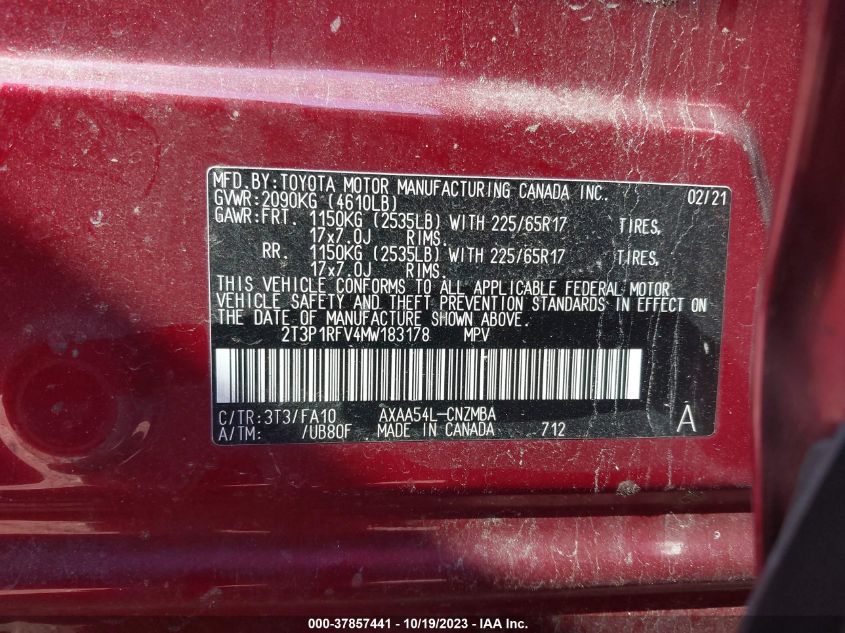 MFD.BY:TOYOTA MOTOR MANUFACTURING CANADA INC. 02/21
GVWR:2090KG (4610LB)
GAWR:FRT. 1150KG (2535LB) WITH 225/65R17 TIRES,
17x7.0J RIMS.
RR. 1150KG (2535LB) WITH 225/65R17 TIRES,
17x7.0J RIMS.
THIS VEHICLE CONFORMS TO ALL APPLICABLE FEDERAL MOTOR
VEHICLE SAFETY AND THEFT PREVENTION STANDARDS IN EFFECT ON
THE DATE OF MANUFACTURE SHOWN ABOVE.
2T3P1RFV4MW183178 MPV
C/TR:3T3/FA10 AXAA54L-CNZMBA
A/TM: /UB80F MADE IN CANADA 712 A
000-37857441 - 10/19/2023 - IAA Inc.